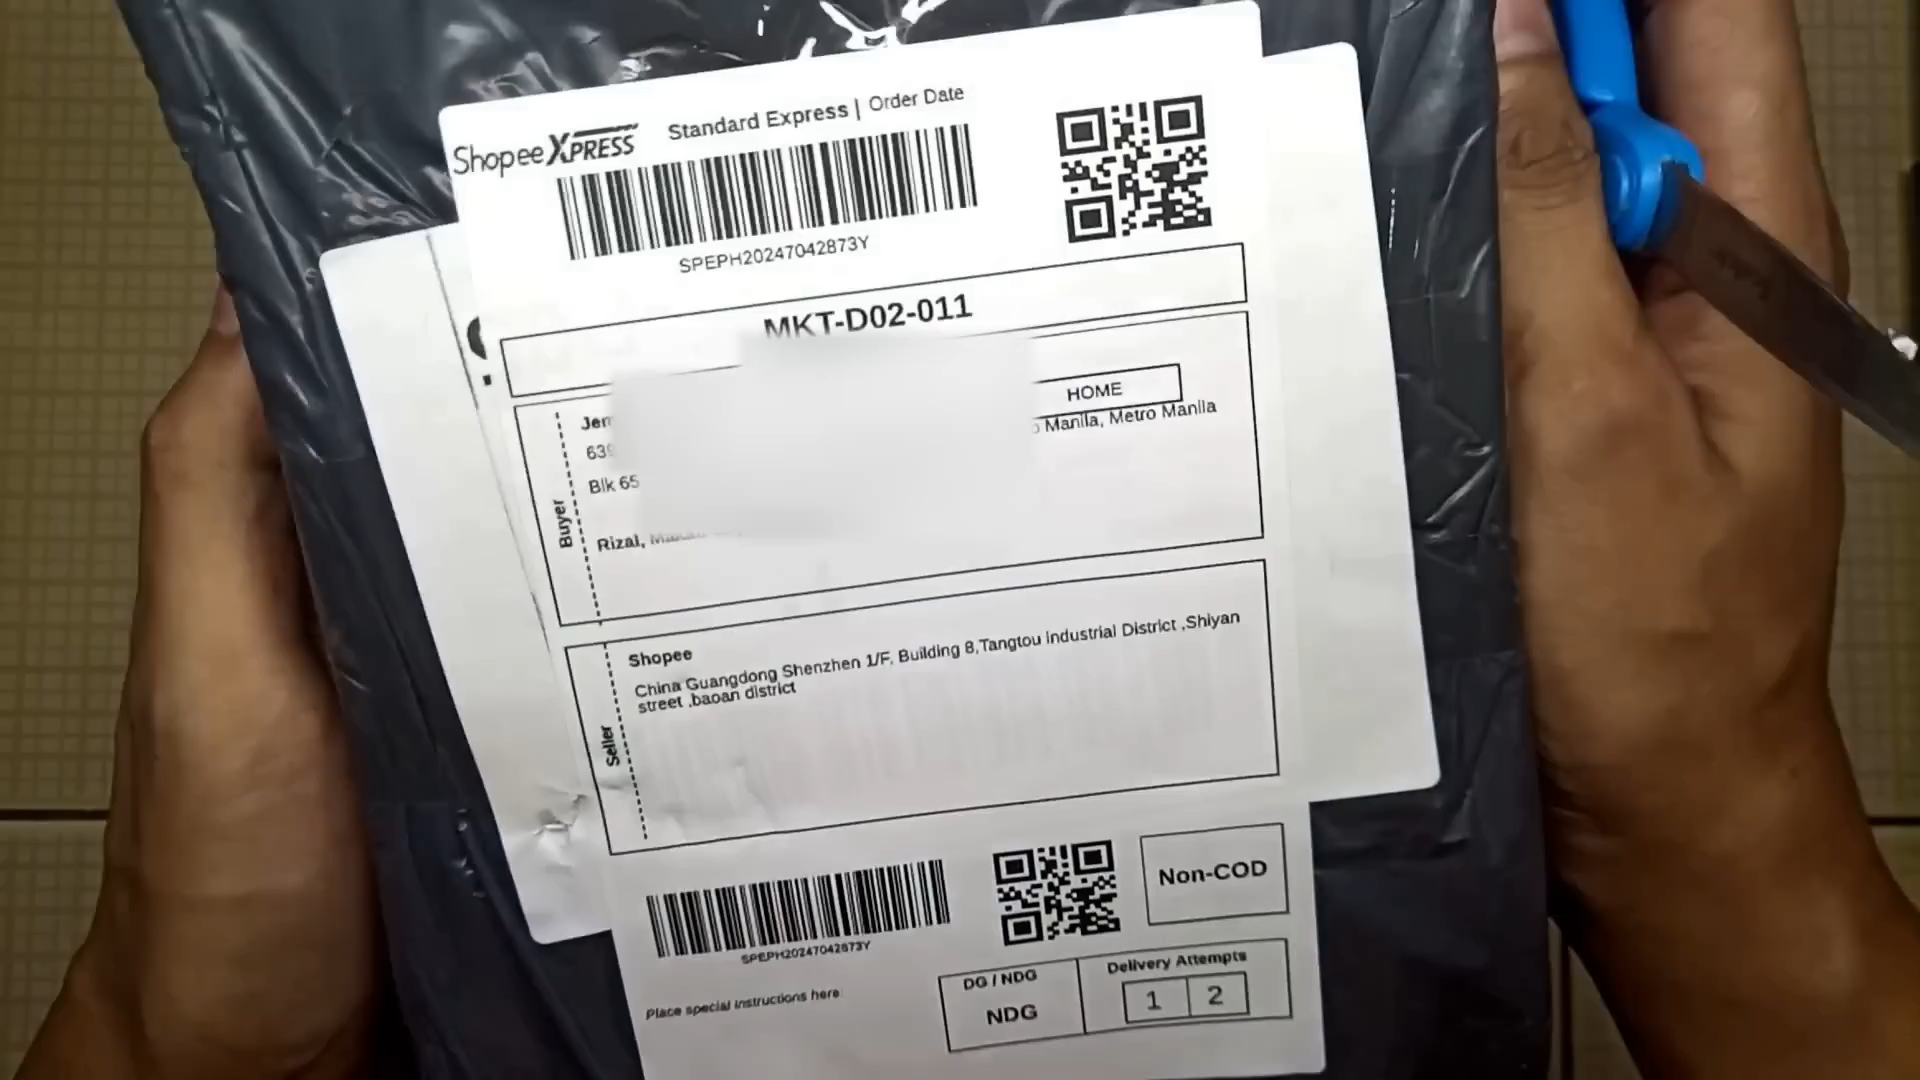 Shopee XPRESS
Standard Express | Order Date
SPEPH20247042873Y
MKT-D02-011
HOME
Buyer
Manila, Metro Manila
Blk 65
Rizal,
Seller
Shopee
China Guangdong Shenzhen 1/F, Building 8,Tangtou industrial District ,Shiyan
street ,baoan district
SPEPH20247042873Y
Non-COD
Place special instructions here
DG / NDG
NDG
Delivery Attempts
1 2